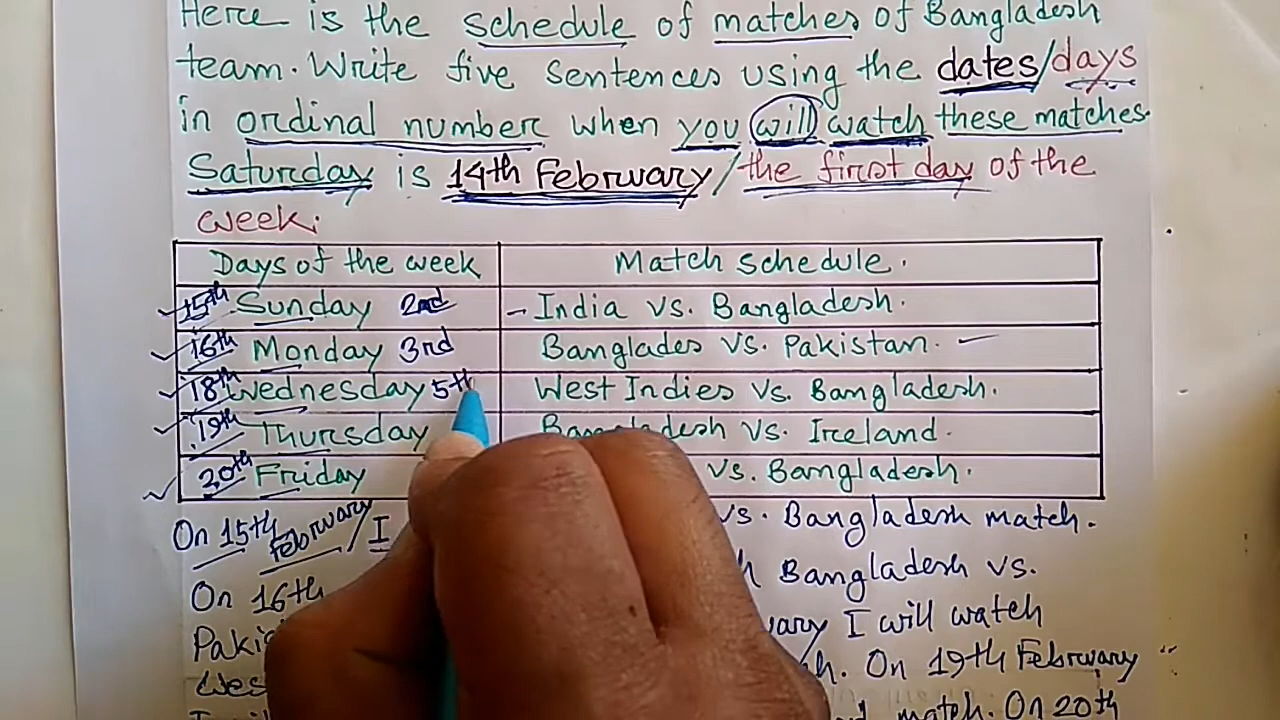 Here is the schedule of matches of Bangladesh
team. Write five sentences using the dates/days
in ordinal number when you will watch these matches.
Saturday is 14th February/the first day of the
week.
Days of the week Match schedule.
15th Sunday 2nd - India vs. Bangladesh.
16th Monday 3rd Banglades vs. Pakistan.
18th Wednesday 5th West Indies vs. Bangladesh.
19th Thursday Bangladesh vs. Ireland.
20th Friday vs. Bangladesh.
On 15th February/I vs. Bangladesh match.
On 16th Bangladesh vs.
I will watch
On 19th February
match. On 20th